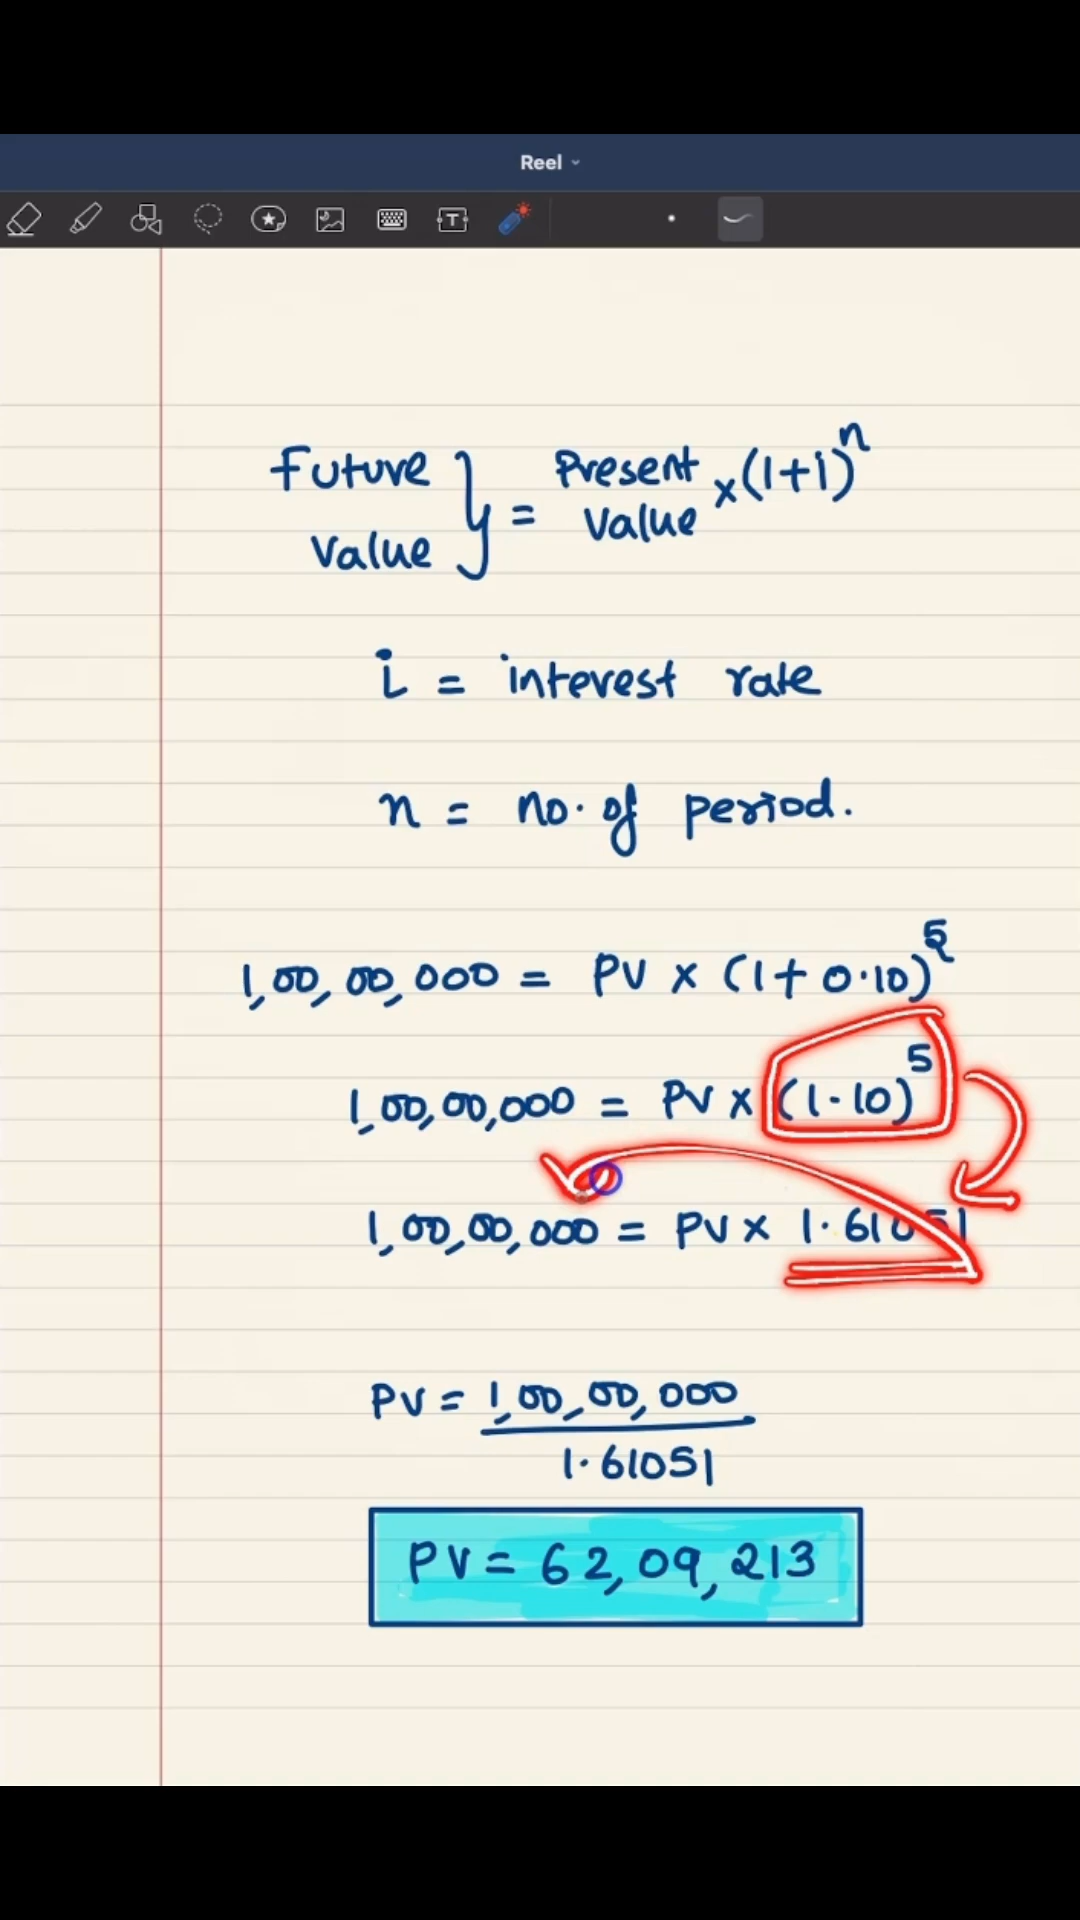 Reel
Future Value } = Present Value × (1+i)^n
i = interest rate
n = no. of period.
1,00,00,000 = PV × (1+0.10)^5
1,00,00,000 = PV × (1.10)^5
1,00,00,000 = PV × 1.61051
PV = 1,00,00,000
1.61051
PV = 62,09,213